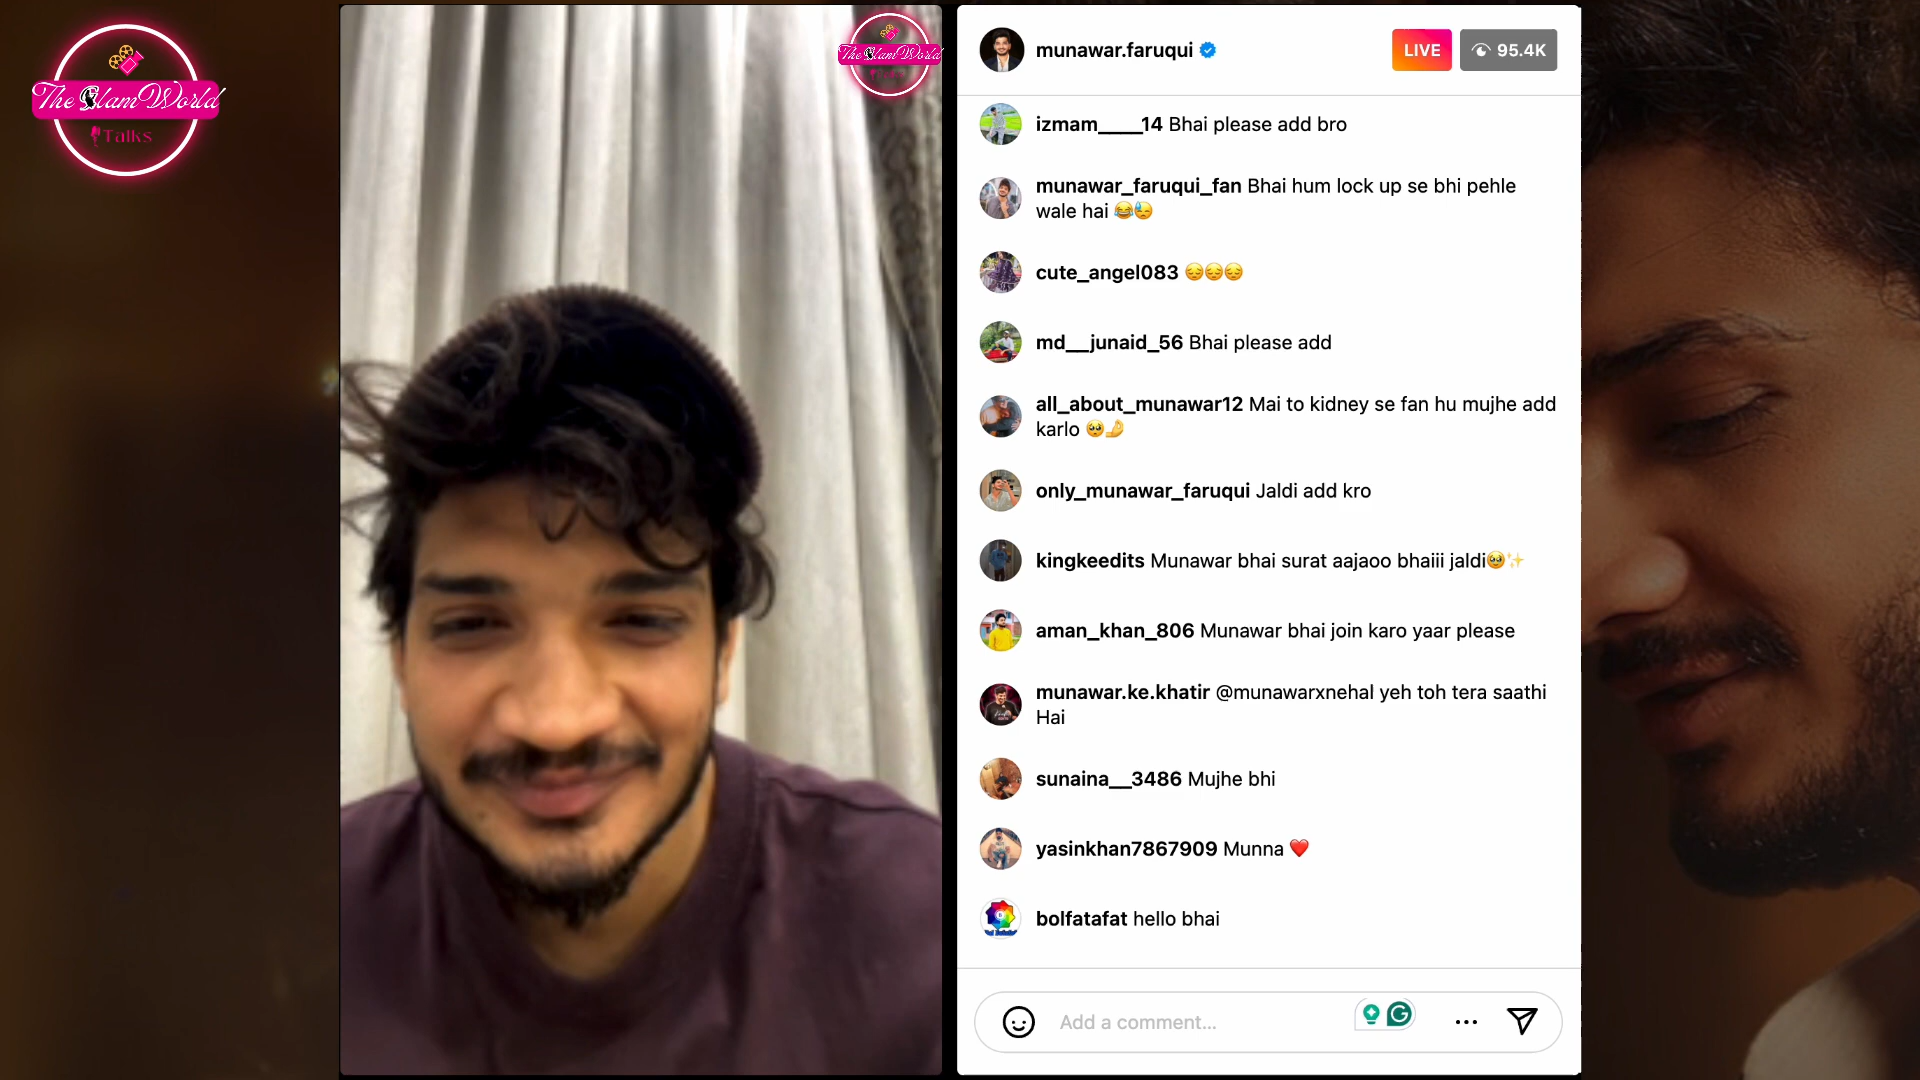 The Glam World
Talks
The Glam World
munawar.faruqui
LIVE
95.4K
izmam____14 Bhai please add bro
munawar_faruqui_fan Bhai hum lock up se bhi pehle
wale hai 😂😓
cute_angel083 😔😔😔
md__junaid_56 Bhai please add
all_about_munawar12 Mai to kidney se fan hu mujhe add
karlo 🥺🤌
only_munawar_faruqui Jaldi add kro
kingkeedits Munawar bhai surat aajaoo bhaiii jaldi🥹✨
aman_khan_806 Munawar bhai join karo yaar please
munawar.ke.khatir @munawarxnehal yeh toh tera saathi
Hai
sunaina__3486 Mujhe bhi
yasinkhan7867909 Munna ❤️
bolfatafat hello bhai
Add a comment...